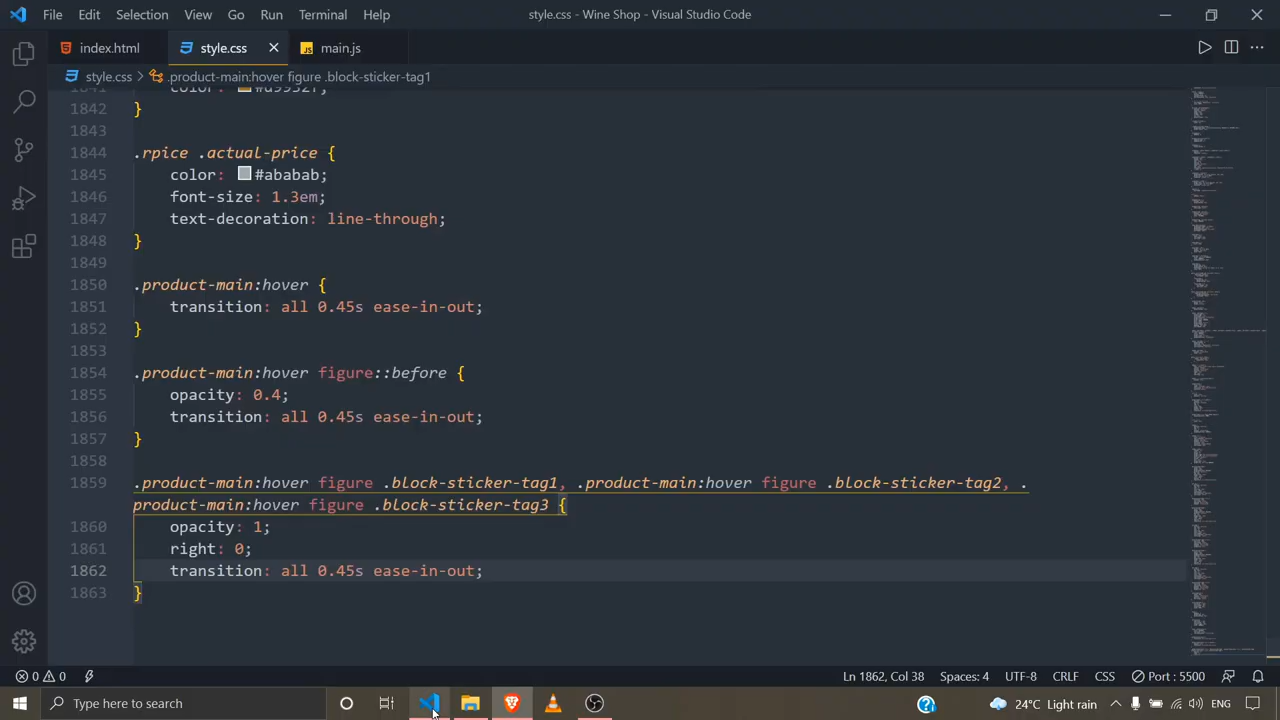 File Edit Selection View Go Run Terminal Help style.css - Wine Shop - Visual Studio Code
index.html style.css main.js
style.css > .product-main:hover figure .block-sticker-tag1
1841 color: #d9932f;
1842 }
1843
1844 .rpice .actual-price {
1845 color: #ababab;
1846 font-size: 1.3em;
1847 text-decoration: line-through;
1848 }
1849
1850 .product-main:hover {
1851 transition: all 0.45s ease-in-out;
1852 }
1853
1854 .product-main:hover figure::before {
1855 opacity: 0.4;
1856 transition: all 0.45s ease-in-out;
1857 }
1858
1859 .product-main:hover figure .block-sticker-tag1, .product-main:hover figure .block-sticker-tag2, .
product-main:hover figure .block-sticker-tag3 {
1860 opacity: 1;
1861 right: 0;
1862 transition: all 0.45s ease-in-out;
1863 }
0 0 Ln 1862, Col 38 Spaces: 4 UTF-8 CRLF CSS Port : 5500
Type here to search 24°C Light rain ENG